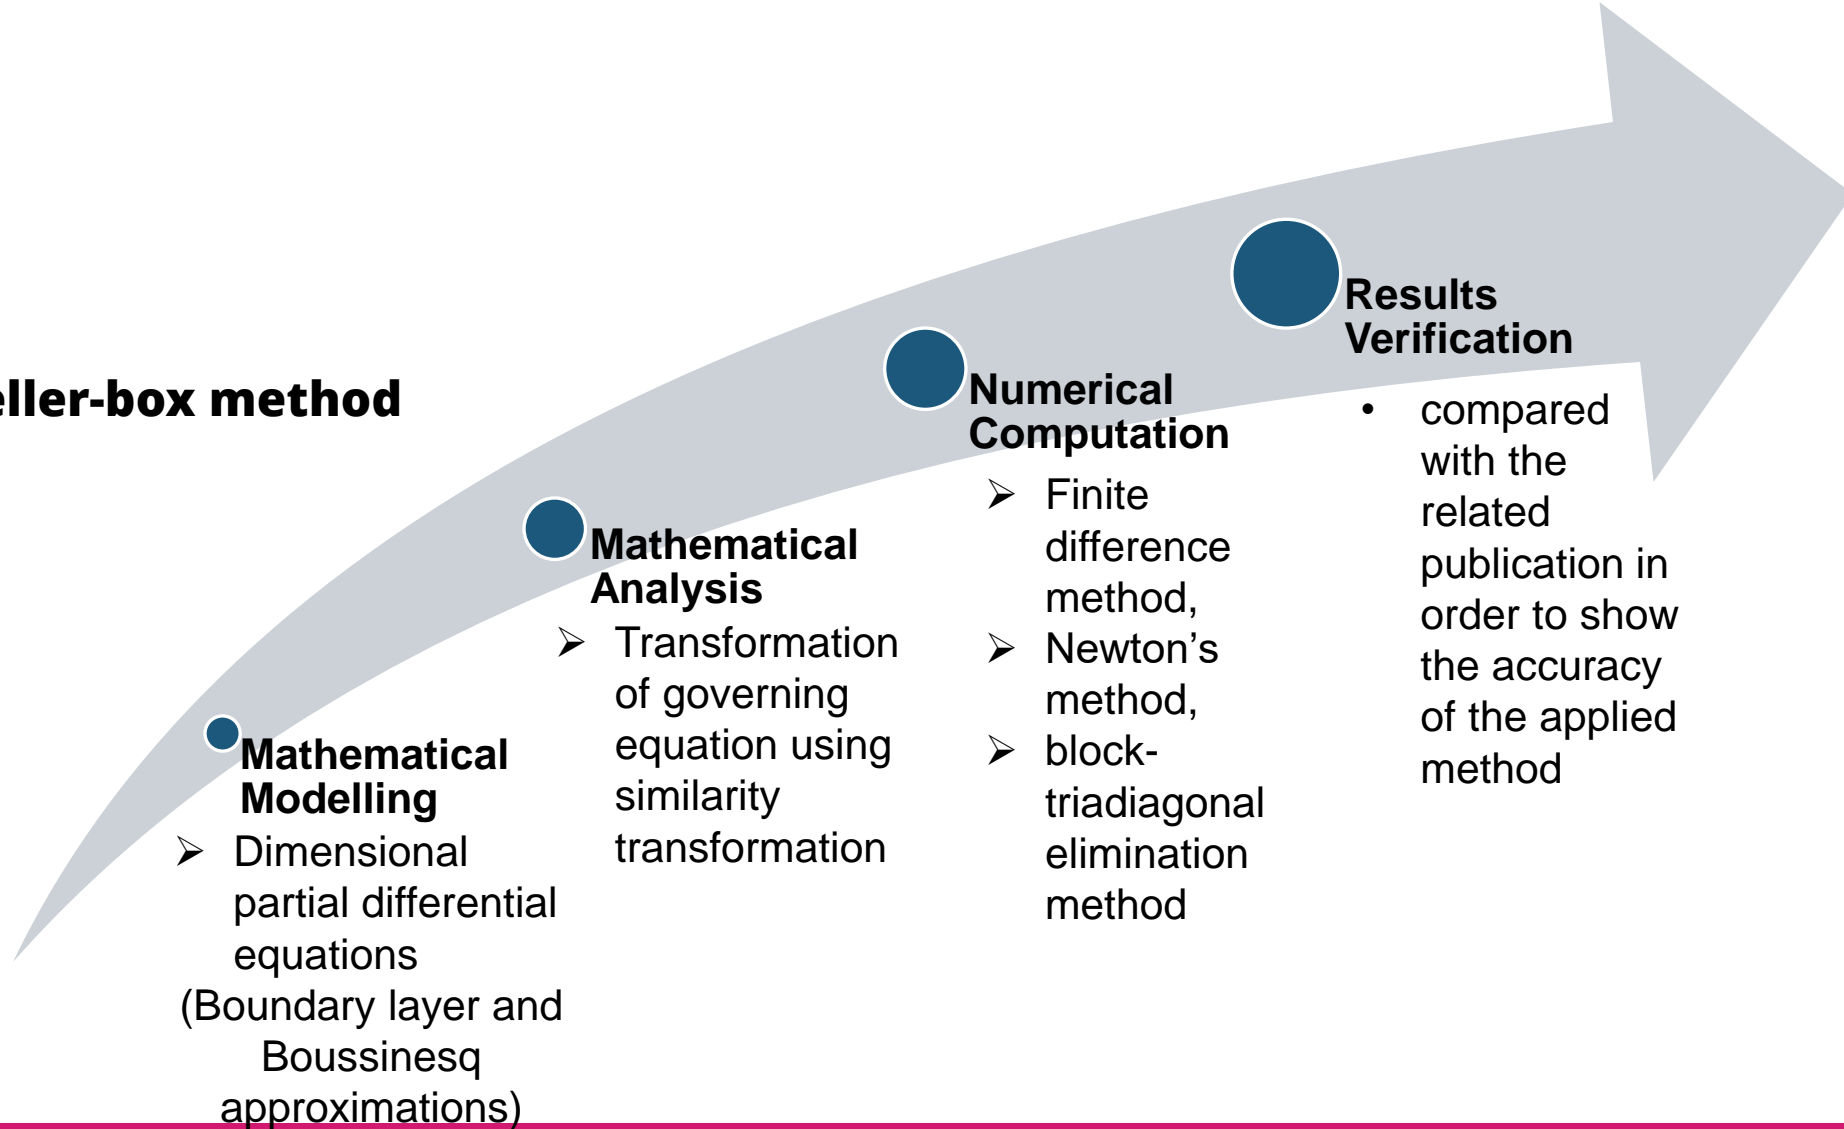 eller-box method
Mathematical
Modelling
➢ Dimensional
partial differential
equations
(Boundary layer and
Boussinesq
approximations)
Mathematical
Analysis
➢ Transformation
of governing
equation using
similarity
transformation
Numerical
Computation
➢ Finite
difference
method,
➢ Newton’s
method,
➢ block-
triadiagonal
elimination
method
Results
Verification
• compared
with the
related
publication in
order to show
the accuracy
of the applied
method